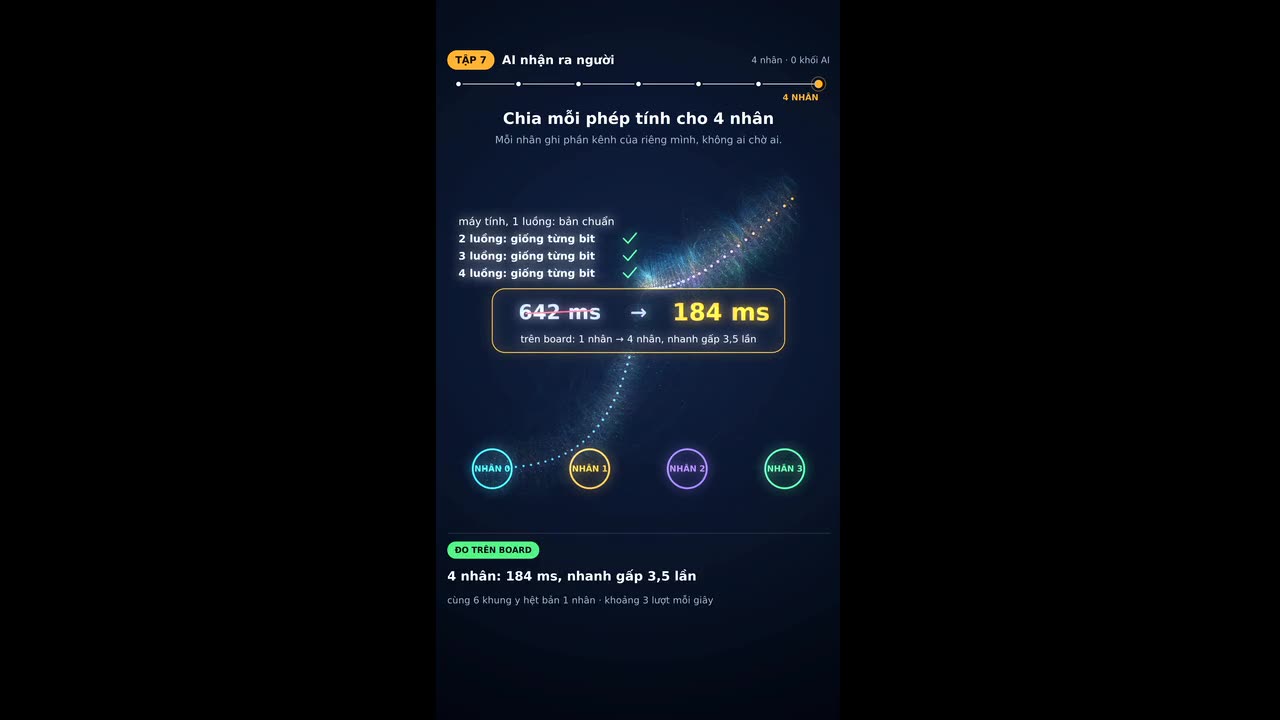 TẬP 7 AI nhận ra người 4 nhân · 0 khối AI
4 NHÂN
Chia mỗi phép tính cho 4 nhân
Mỗi nhân ghi phần kênh của riêng mình, không ai chờ ai.
máy tính, 1 luồng: bản chuẩn
2 luồng: giống từng bit
3 luồng: giống từng bit
4 luồng: giống từng bit
642 ms → 184 ms
trên board: 1 nhân → 4 nhân, nhanh gấp 3,5 lần
NHÂN 0 NHÂN 1 NHÂN 2 NHÂN 3
ĐO TRÊN BOARD
4 nhân: 184 ms, nhanh gấp 3,5 lần
cùng 6 khung y hệt bản 1 nhân · khoảng 3 lượt mỗi giây